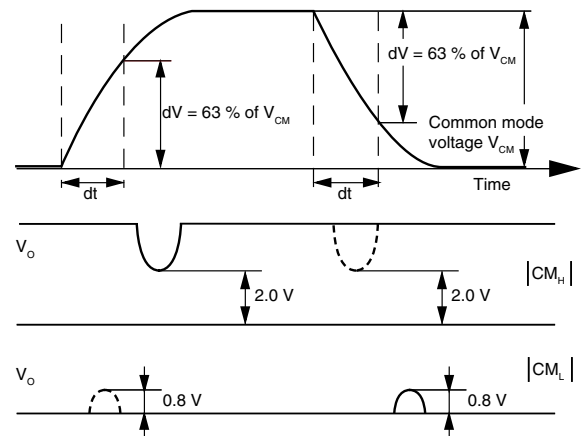 dV = 63 % of V_CM
dV = 63 % of V_CM
Common mode
voltage V_CM
dt
dt
Time
V_O
|CM_H|
2.0 V
2.0 V
V_O
|CM_L|
0.8 V
0.8 V